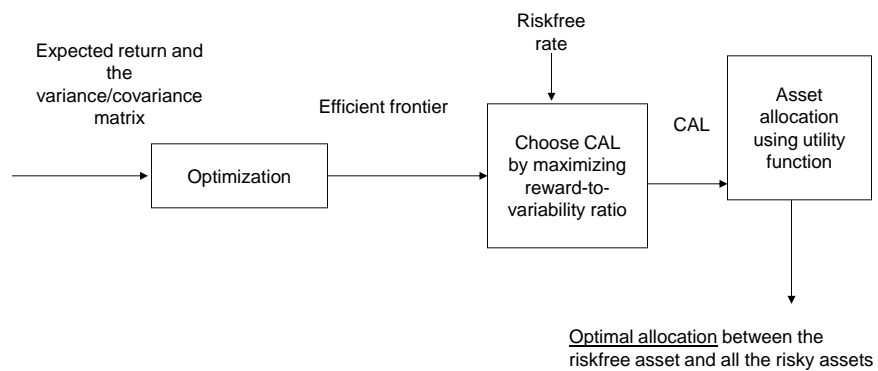 Expected return and
the
variance/covariance
matrix
Optimization
Efficient frontier
Riskfree
rate
Choose CAL
by maximizing
reward-to-
variability ratio
CAL
Asset
allocation
using utility
function
Optimal allocation between the
riskfree asset and all the risky assets